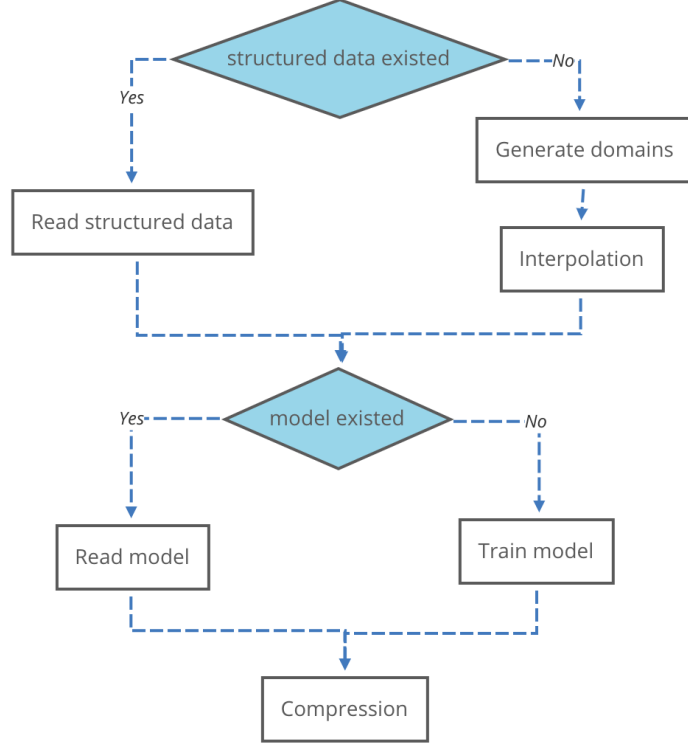 structured data existed
No
Yes
Generate domains
Read structured data
Interpolation
model existed
Yes
No
Read model
Train model
Compression